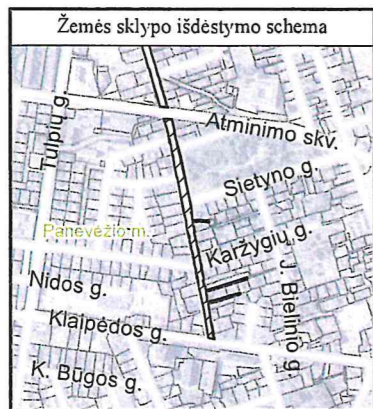 Žemės sklypo išdėstymo schema
Tulpių g.
Atminimo skv.
Sietyno g.
Panevėžio m.
Karžygių g.
Nidos g.
J. Bielinio g.
Klaipėdos g.
K. Būgos g.